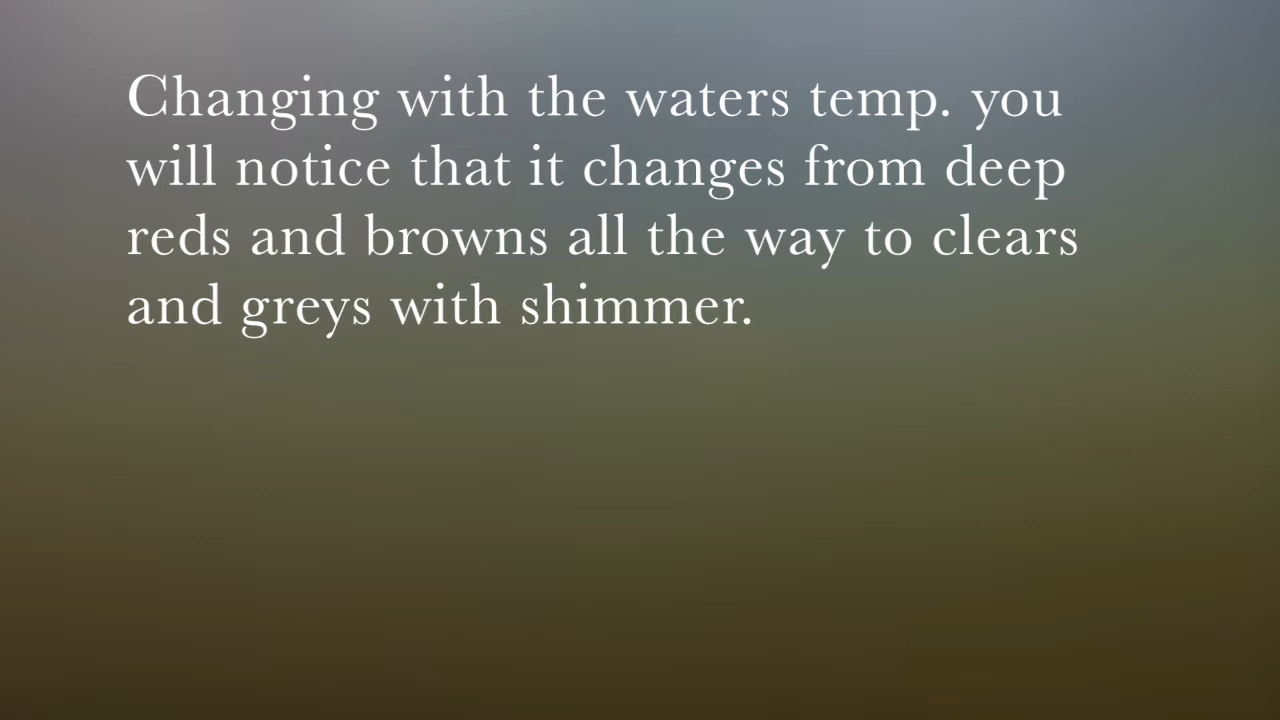 Changing with the waters temp. you
will notice that it changes from deep
reds and browns all the way to clears
and greys with shimmer.